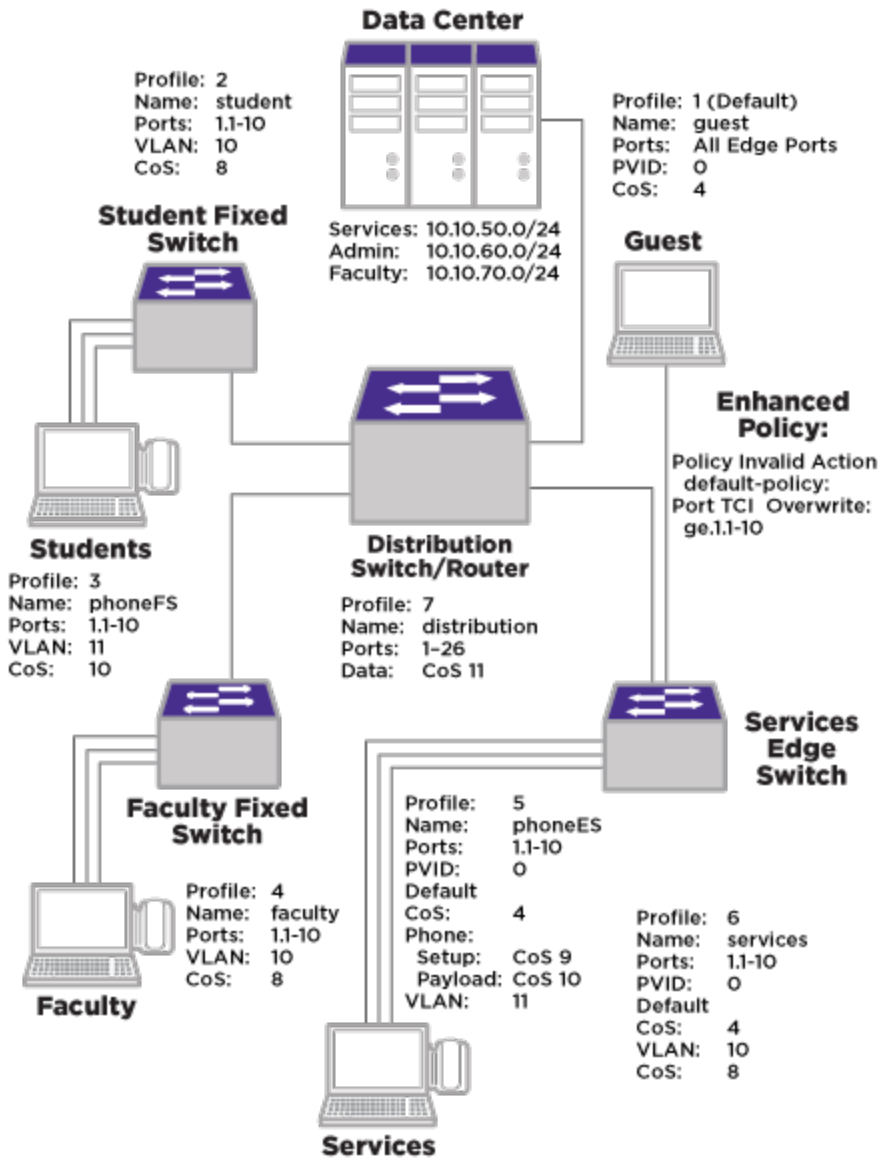 Data Center
Profile: 2
Name: student
Ports: 1.1-10
VLAN: 10
CoS: 8
Profile: 1 (Default)
Name: guest
Ports: All Edge Ports
PVID: 0
CoS: 4
Student Fixed
Switch
Services: 10.10.50.0/24
Admin: 10.10.60.0/24
Faculty: 10.10.70.0/24
Guest
Enhanced
Policy:
Policy Invalid Action
default-policy:
Port TCI Overwrite:
ge.1.1-10
Students
Profile: 3
Name: phoneFS
Ports: 1.1-10
VLAN: 11
CoS: 10
Distribution
Switch/Router
Profile: 7
Name: distribution
Ports: 1-26
Data: CoS 11
Services
Edge
Switch
Faculty Fixed
Switch
Profile: 5
Name: phoneES
Ports: 1.1-10
PVID: 0
Default
CoS: 4
Phone:
Setup: CoS 9
Payload: CoS 10
VLAN: 11
Profile: 4
Name: faculty
Ports: 1.1-10
VLAN: 10
CoS: 8
Faculty
Profile: 6
Name: services
Ports: 1.1-10
PVID: 0
Default
CoS: 4
VLAN: 10
CoS: 8
Services